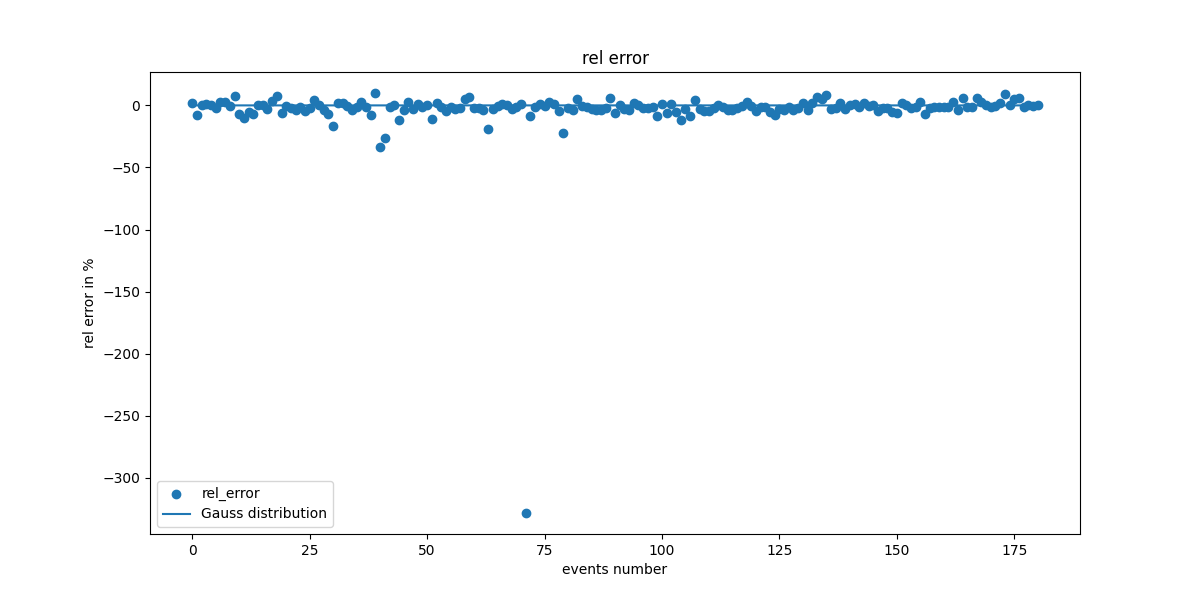 rel error
0
−50
−100
−150
−200
−250
−300
rel error in %
rel_error
Gauss distribution
0 25 50 75 100 125 150 175
events number